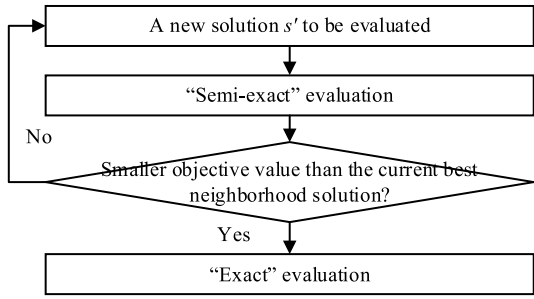 A new solution s′ to be evaluated
“Semi-exact” evaluation
No
Smaller objective value than the current best
neighborhood solution?
Yes
“Exact” evaluation